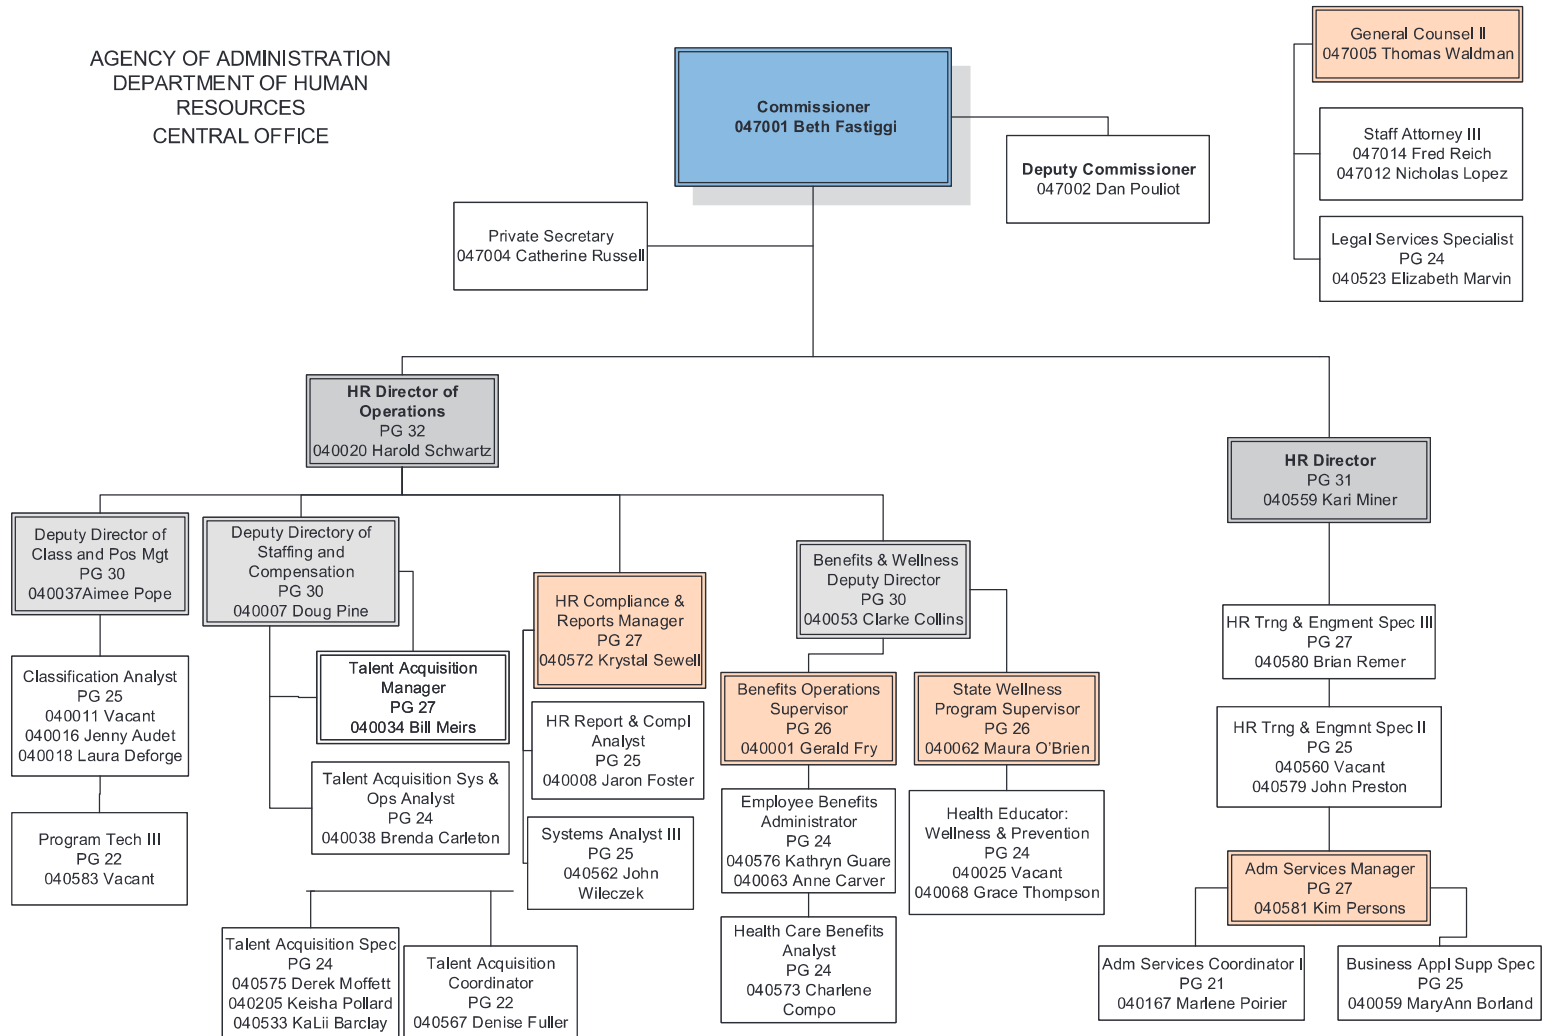 AGENCY OF ADMINISTRATION
DEPARTMENT OF HUMAN
RESOURCES
CENTRAL OFFICE
Commissioner
047001 Beth Fastiggi
Deputy Commissioner
047002 Dan Pouliot
Private Secretary
047004 Catherine Russell
General Counsel II
047005 Thomas Waldman
Staff Attorney III
047014 Fred Reich
047012 Nicholas Lopez
Legal Services Specialist
PG 24
040523 Elizabeth Marvin
HR Director of
Operations
PG 32
040020 Harold Schwartz
HR Director
PG 31
040559 Kari Miner
Deputy Director of
Class and Pos Mgt
PG 30
040037Aimee Pope
Classification Analyst
PG 25
040011 Vacant
040016 Jenny Audet
040018 Laura Deforge
Program Tech III
PG 22
040583 Vacant
Deputy Directory of
Staffing and
Compensation
PG 30
040007 Doug Pine
Talent Acquisition
Manager
PG 27
040034 Bill Meirs
Talent Acquisition Sys &
Ops Analyst
PG 24
040038 Brenda Carleton
Talent Acquisition Spec
PG 24
040575 Derek Moffett
040205 Keisha Pollard
040533 KaLii Barclay
Talent Acquisition
Coordinator
PG 22
040567 Denise Fuller
HR Compliance &
Reports Manager
PG 27
040572 Krystal Sewell
HR Report & Compl
Analyst
PG 25
040008 Jaron Foster
Systems Analyst III
PG 25
040562 John
Wileczek
Benefits & Wellness
Deputy Director
PG 30
040053 Clarke Collins
Benefits Operations
Supervisor
PG 26
040001 Gerald Fry
Employee Benefits
Administrator
PG 24
040576 Kathryn Guare
040063 Anne Carver
Health Care Benefits
Analyst
PG 24
040573 Charlene
Compo
State Wellness
Program Supervisor
PG 26
040062 Maura O'Brien
Health Educator:
Wellness & Prevention
PG 24
040025 Vacant
040068 Grace Thompson
HR Trng & Engment Spec III
PG 27
040580 Brian Remer
HR Trng & Engmnt Spec II
PG 25
040560 Vacant
040579 John Preston
Adm Services Manager
PG 27
040581 Kim Persons
Adm Services Coordinator I
PG 21
040167 Marlene Poirier
Business Appl Supp Spec
PG 25
040059 MaryAnn Borland